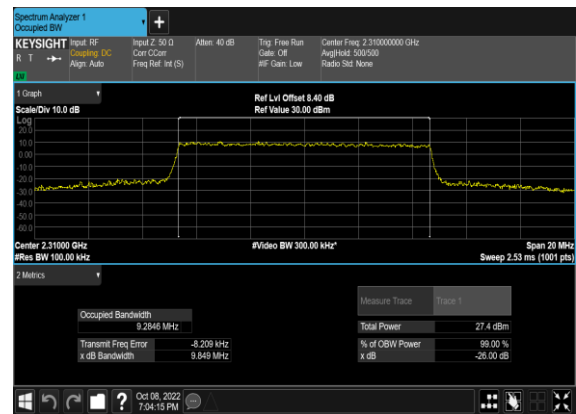 Spectrum Analyzer 1
Occupied BW
+
KEYSIGHT Input: RF Input Z: 50 Ω Atten: 40 dB Trig: Free Run Center Freq: 2.310000000 GHz
R T Coupling: DC Corr CCorr Gate: Off Avg|Hold: 500/500
Align: Auto Freq Ref: Int (S) #IF Gain: Low Radio Std: None
LW
1 Graph
Ref Lvl Offset 8.40 dB
Scale/Div 10.0 dB Ref Value 30.00 dBm
Log
20.0
10.0
0.00
-10.0
-20.0
-30.0
-40.0
-50.0
-60.0
Center 2.31000 GHz #Video BW 300.00 kHz* Span 20 MHz
#Res BW 100.00 kHz Sweep 2.53 ms (1001 pts)
2 Metrics
Measure Trace Trace 1
Occupied Bandwidth
9.2846 MHz Total Power 27.4 dBm
Transmit Freq Error -8.209 kHz % of OBW Power 99.00 %
x dB Bandwidth 9.849 MHz x dB -26.00 dB
? Oct 08, 2022
7:04:15 PM